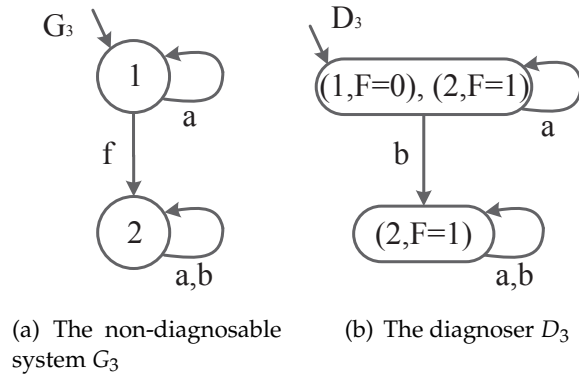 G₃
1
a
f
2
a,b
(a) The non-diagnosable
system G₃
D₃
(1,F=0), (2,F=1)
a
b
(2,F=1)
a,b
(b) The diagnoser D₃